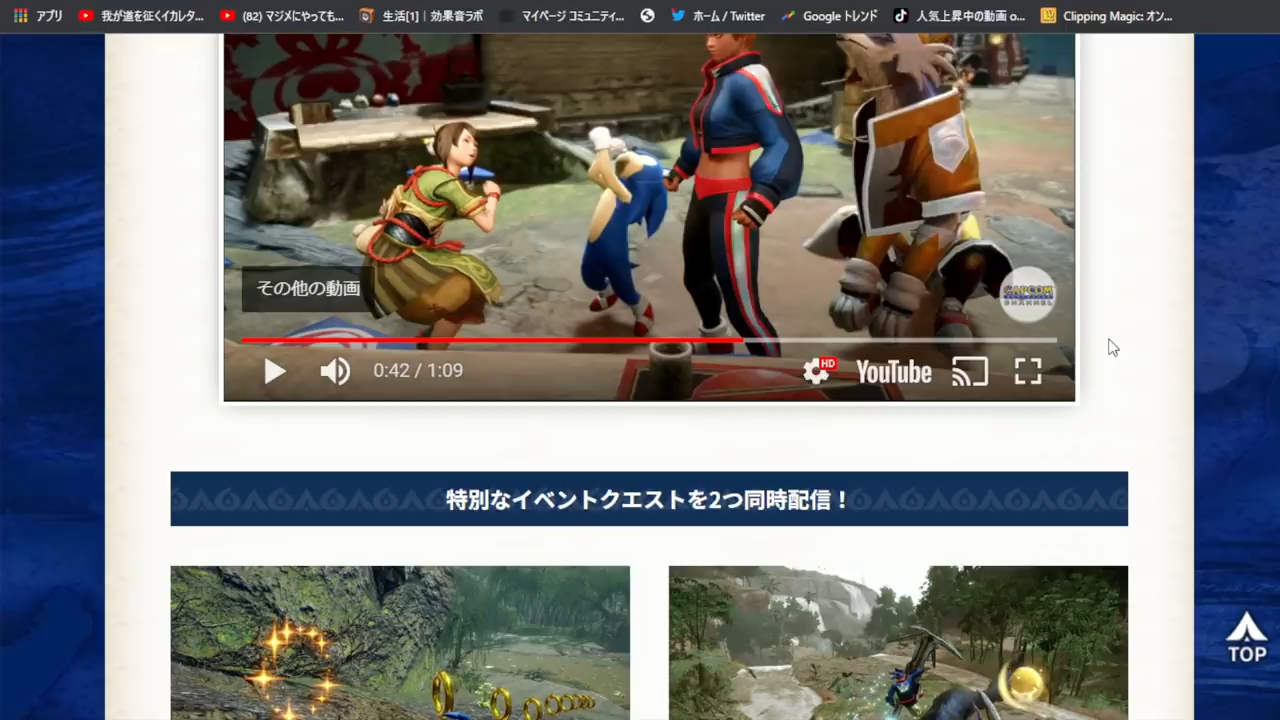 アプリ
我が道を征くイカレタ...
(82) マジメにやっても...
生活[1] | 効果音ラボ
マイページ コミュニティ...
ホーム / Twitter
Google トレンド
人気上昇中の動画 o...
Clipping Magic: オン...
その他の動画
CAPCOM
CHANNEL
0:42 / 1:09
HD
YouTube
特別なイベントクエストを2つ同時配信！
TOP